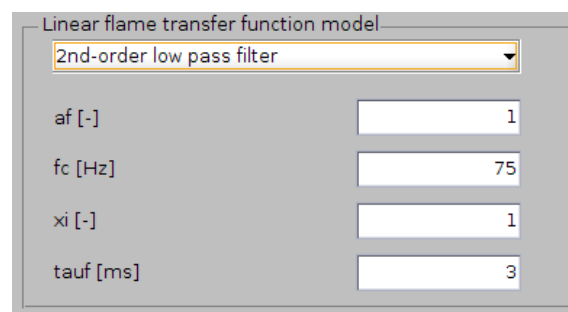 Linear flame transfer function model
2nd-order low pass filter
af [-] 1
fc [Hz] 75
xi [-] 1
tauf [ms] 3